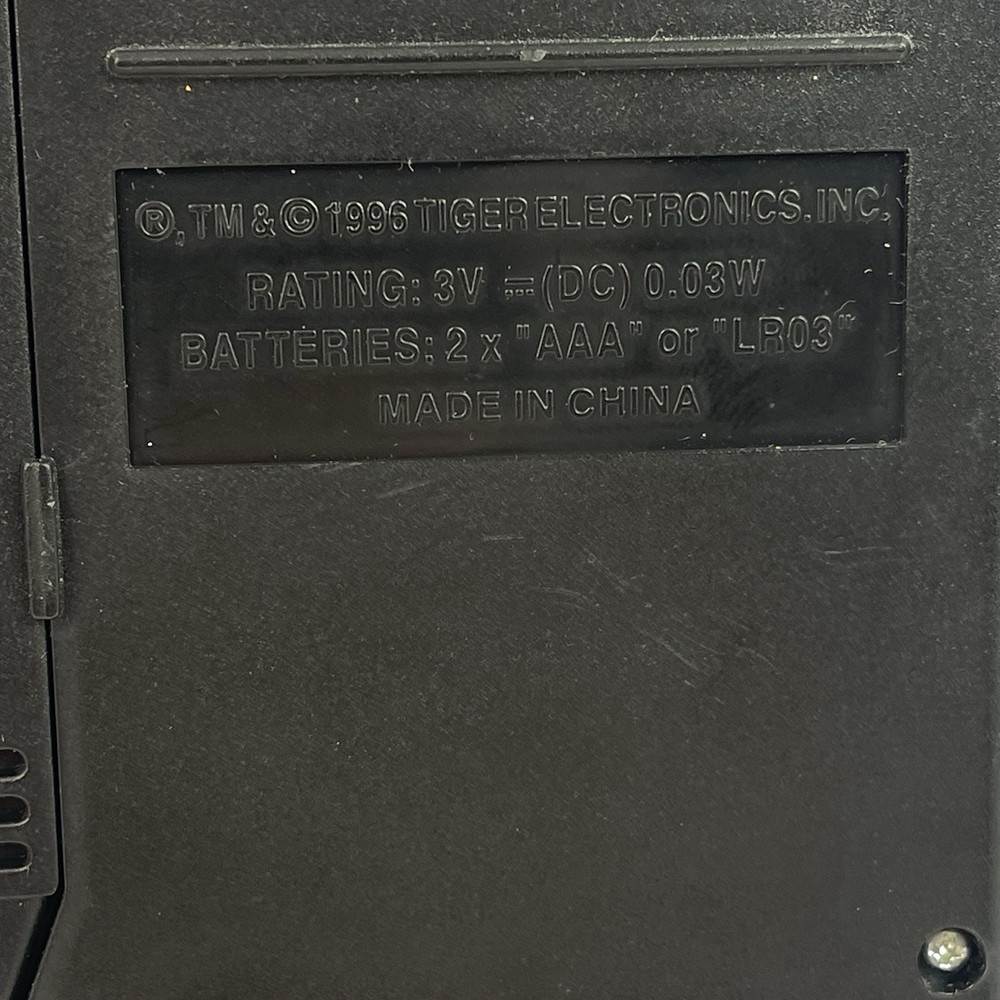 ®, TM & © 1996 TIGER ELECTRONICS, INC.
RATING: 3V ⎓ (DC) 0.03W
BATTERIES: 2 x "AAA" or "LR03"
MADE IN CHINA